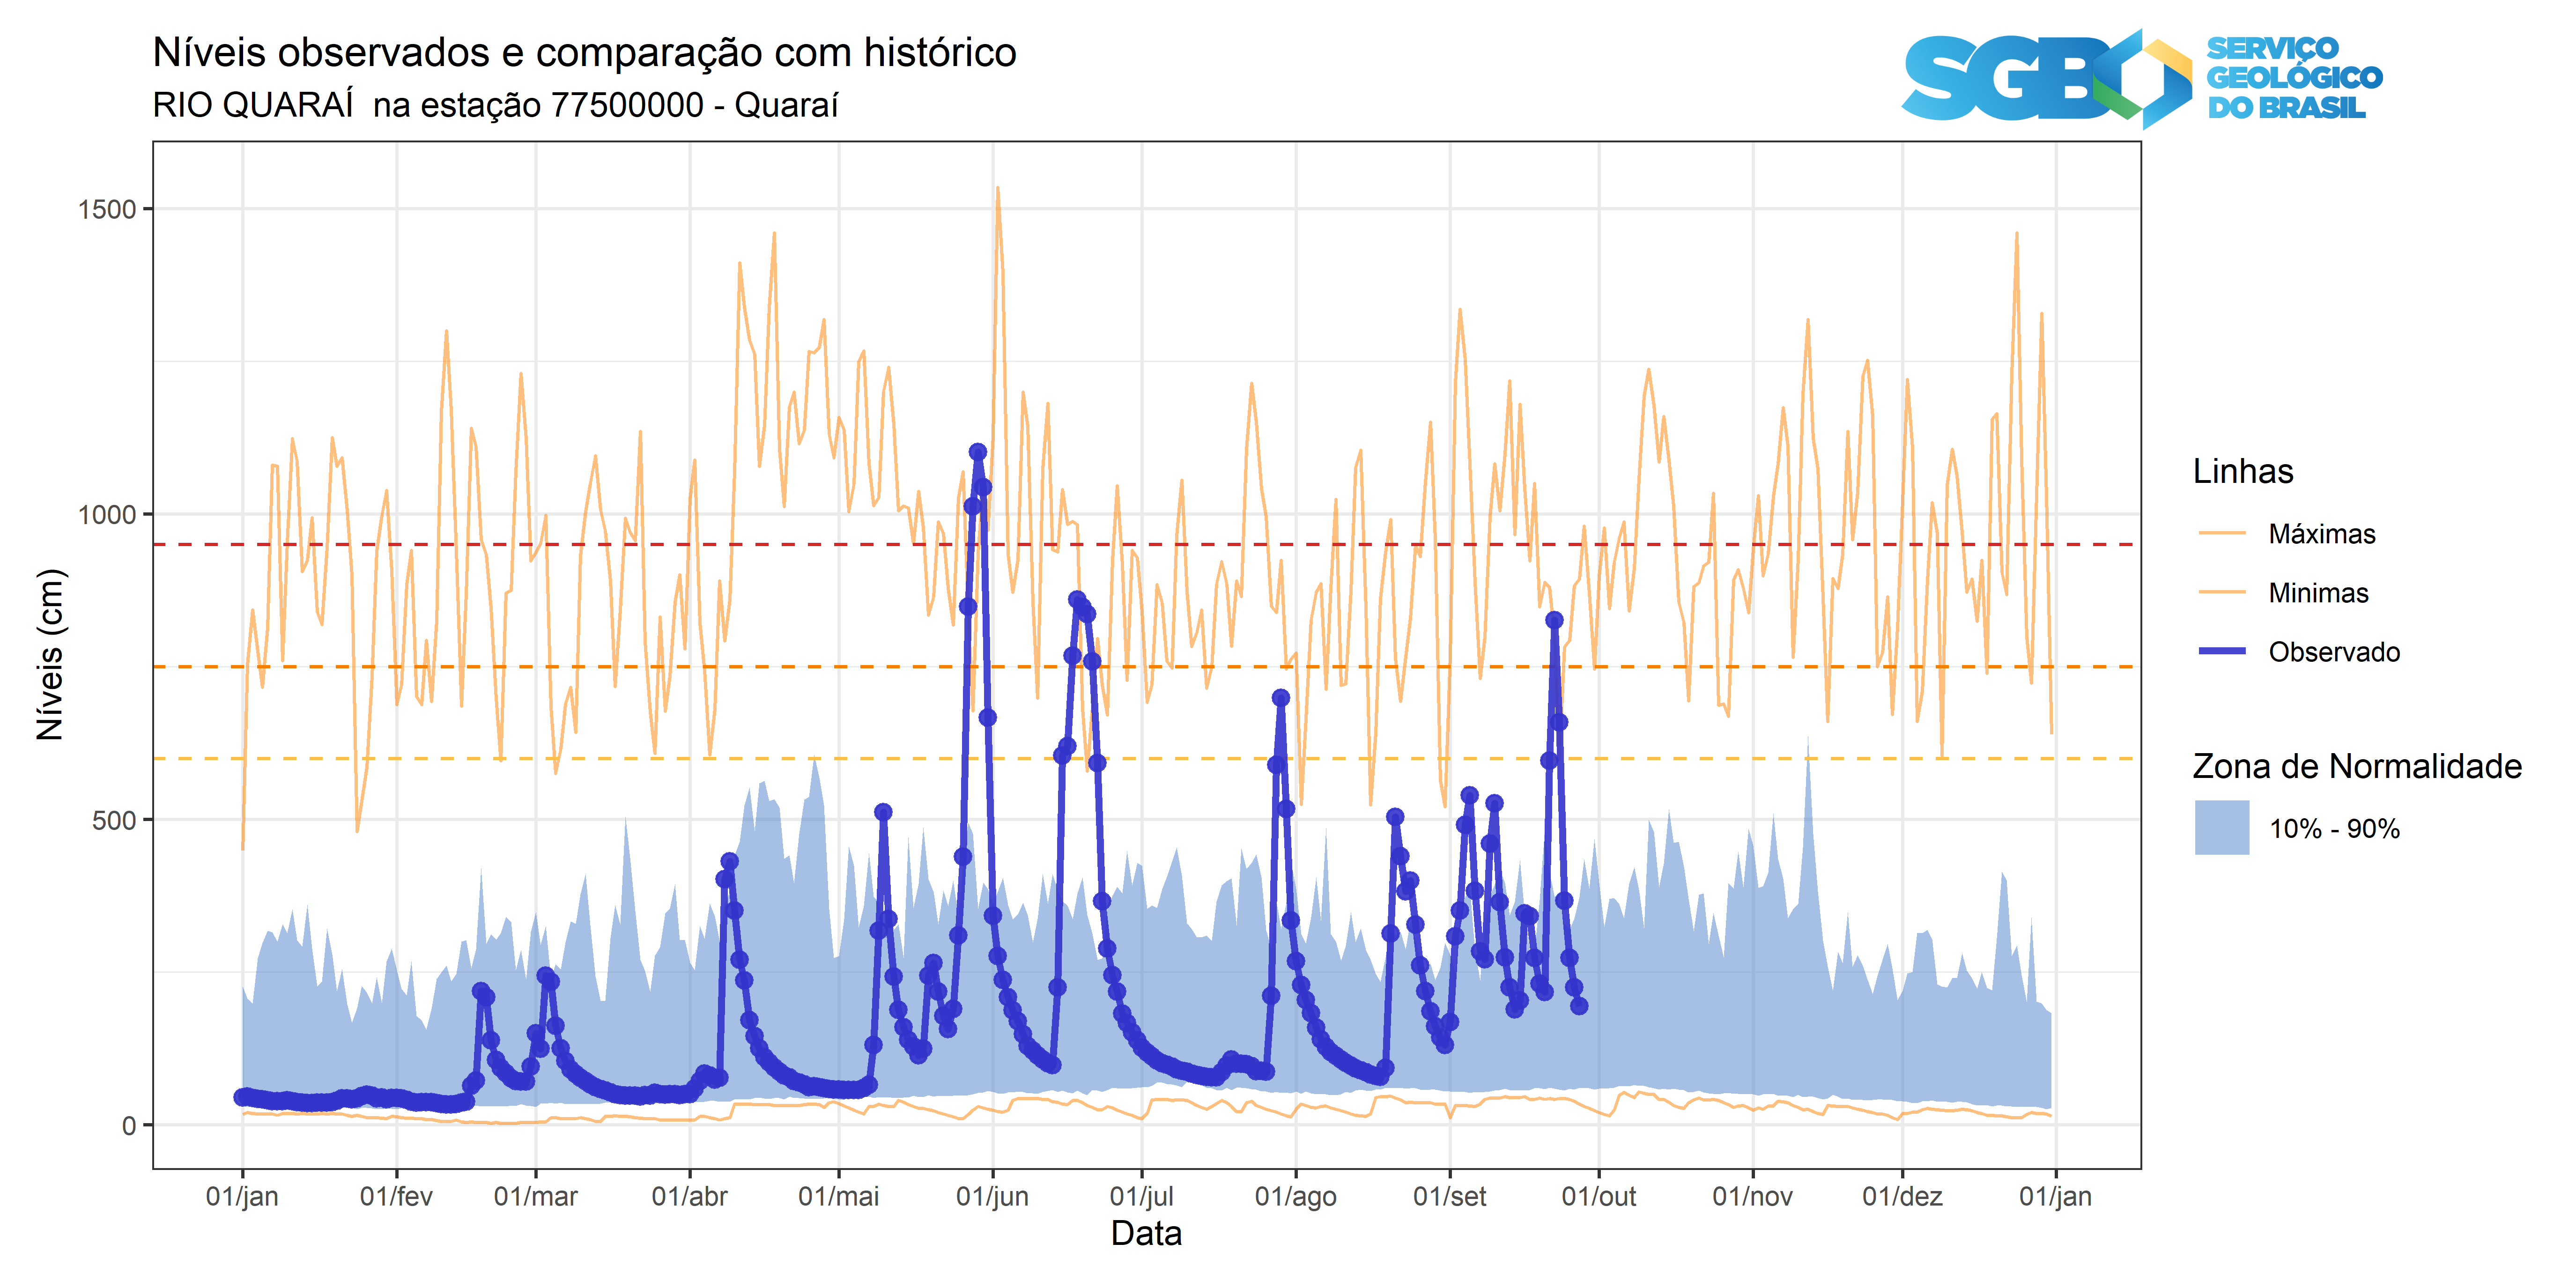 Níveis observados e comparação com histórico
RIO QUARAÍ  na estação 77500000 - Quaraí
SGB
SERVIÇO
GEOLÓGICO
DO BRASIL
Níveis (cm)
1500
1000
500
0
01/jan
01/fev
01/mar
01/abr
01/mai
01/jun
01/jul
01/ago
01/set
01/out
01/nov
01/dez
01/jan
Data
Linhas
Máximas
Minimas
Observado
Zona de Normalidade
10% - 90%